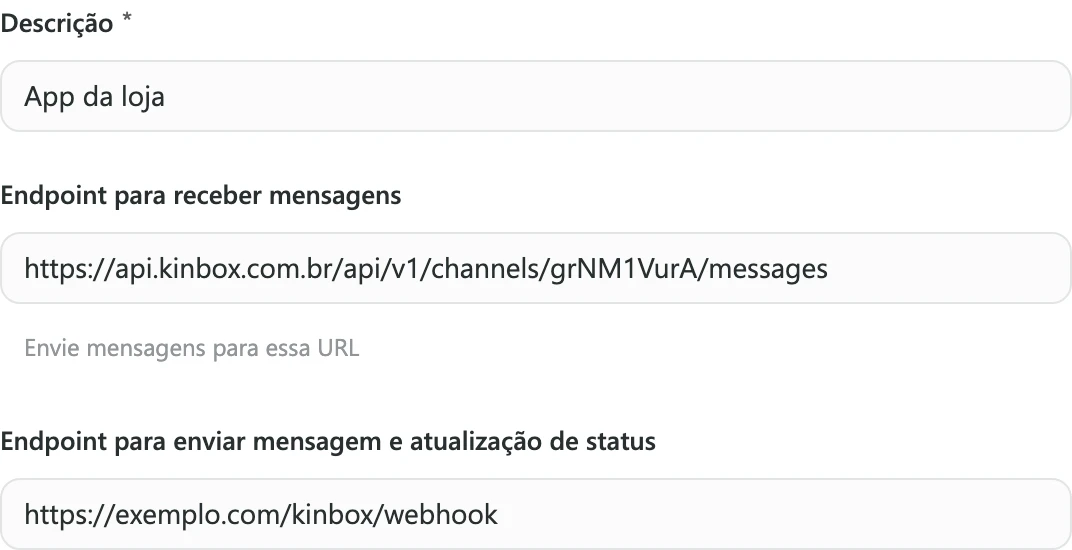 Descrição *
App da loja
Endpoint para receber mensagens
https://api.kinbox.com.br/api/v1/channels/grNM1VurA/messages
Envie mensagens para essa URL
Endpoint para enviar mensagem e atualização de status
https://exemplo.com/kinbox/webhook